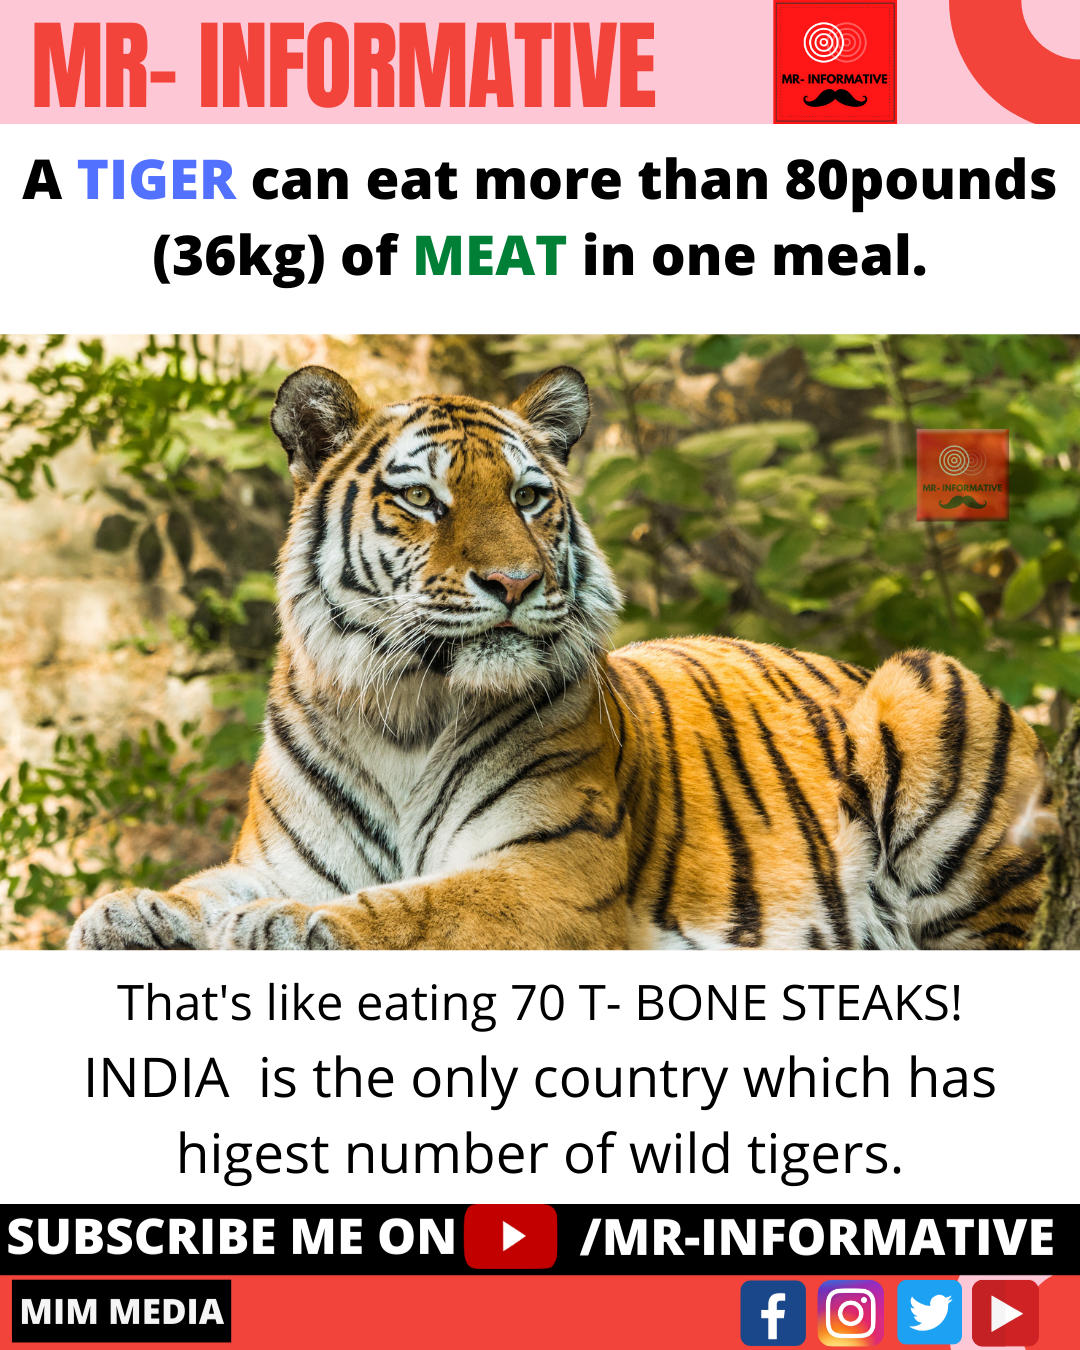 MR- INFORMATIVE
MR- INFORMATIVE
A TIGER can eat more than 80pounds
(36kg) of MEAT in one meal.
MR- INFORMATIVE
That's like eating 70 T- BONE STEAKS!
INDIA  is the only country which has
higest number of wild tigers.
SUBSCRIBE ME ON /MR-INFORMATIVE
MIM MEDIA